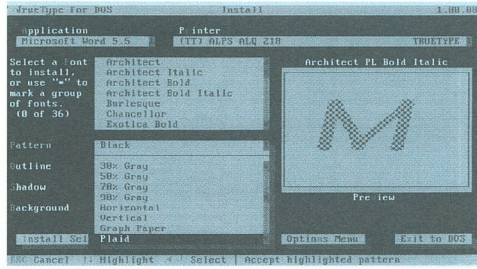 TrueType for DOS Install 1.00.00
Application Printer
Microsoft Word 5.5 (TT) ALPS ALQ 218 TRUETYPE
Select a font
to install,
or use "=" to
mark a group
of fonts.
(0 of 36)
Architect
Architect Italic
Architect Bold
Architect Bold Italic
Burlesque
Chancellor
Exotica Bold
Architect PL Bold Italic
M
Preview
Pattern Black
Outline 30% Gray
50% Gray
Shadow 70% Gray
90% Gray
Background Horizontal
Vertical
Graph Paper
Install Sel Plaid Options Menu Exit to DOS
ESC Cancel ↑↓ Highlight ◄┘ Select | Accept highlighted pattern